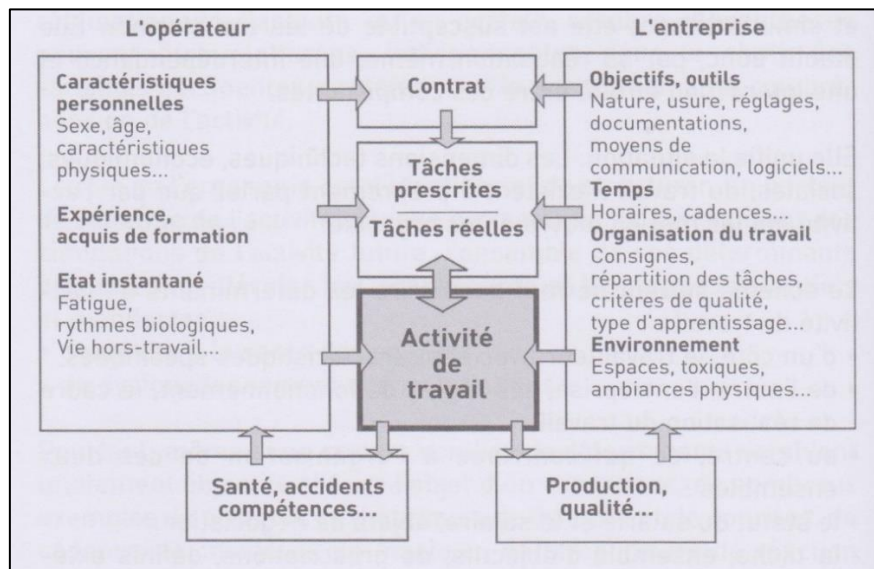 L'opérateur
Caractéristiques
personnelles
Sexe, âge,
caractéristiques
physiques...
Expérience,
acquis de formation
Etat instantané
Fatigue,
rythmes biologiques,
Vie hors-travail...
Contrat
Tâches
prescrites
Tâches réelles
Activité
de
travail
L'entreprise
Objectifs, outils
Nature, usure, réglages,
documentations,
moyens de
communication, logiciels...
Temps
Horaires, cadences...
Organisation du travail
Consignes,
répartition des tâches,
critères de qualité,
type d'apprentissage...
Environnement
Espaces, toxiques,
ambiances physiques...
Santé, accidents
compétences...
Production,
qualité...